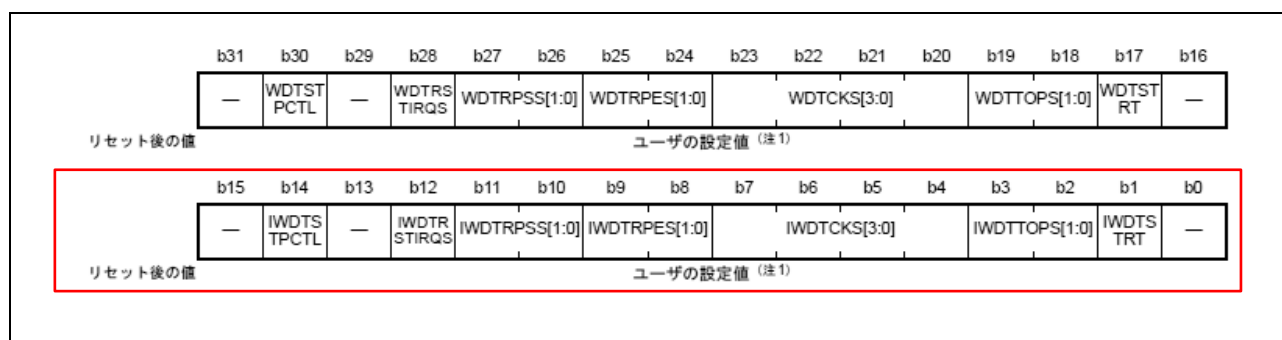 b31 b30 b29 b28 b27 b26 b25 b24 b23 b22 b21 b20 b19 b18 b17 b16
— WDTST PCTL — WDTRS TIRQS WDTRPSS[1:0] WDTRPES[1:0] WDTCKS[3:0] WDTTOPS[1:0] WDTST RT —
リセット後の値 ユーザの設定値 (注1)
b15 b14 b13 b12 b11 b10 b9 b8 b7 b6 b5 b4 b3 b2 b1 b0
— IWDTS TPCTL — IWDTR STIRQS IWDTRPSS[1:0] IWDTRPES[1:0] IWDTCKS[3:0] IWDTTOPS[1:0] IWDTS TRT —
リセット後の値 ユーザの設定値 (注1)